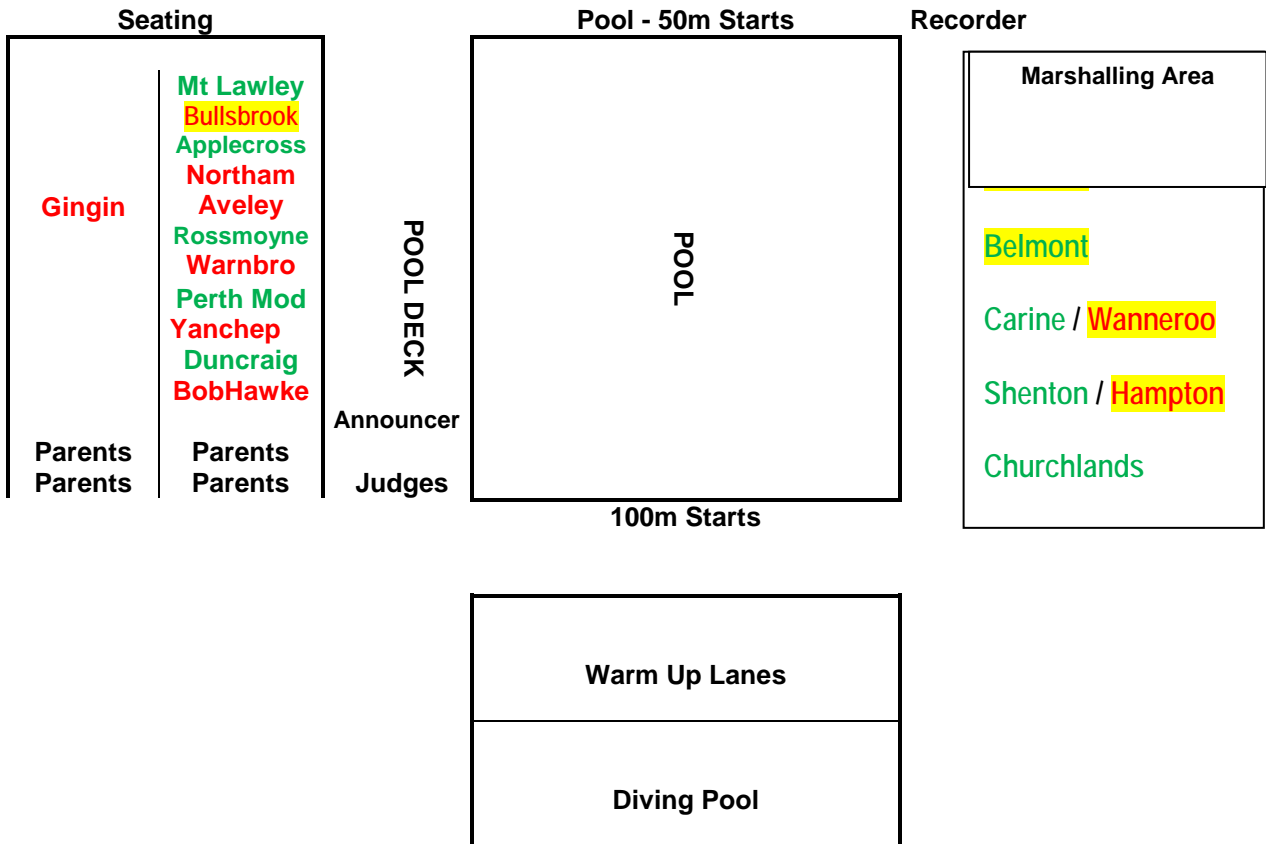 Seating
Pool - 50m Starts
Recorder
Gingin
Parents
Parents
Mt Lawley
Bullsbrook
Applecross
Northam
Aveley
Rossmoyne
Warnbro
Perth Mod
Yanchep
Duncraig
BobHawke
Parents
Parents
POOL DECK
Announcer
Judges
POOL
100m Starts
Marshalling Area
Belmont
Carine / Wanneroo
Shenton / Hampton
Churchlands
Warm Up Lanes
Diving Pool